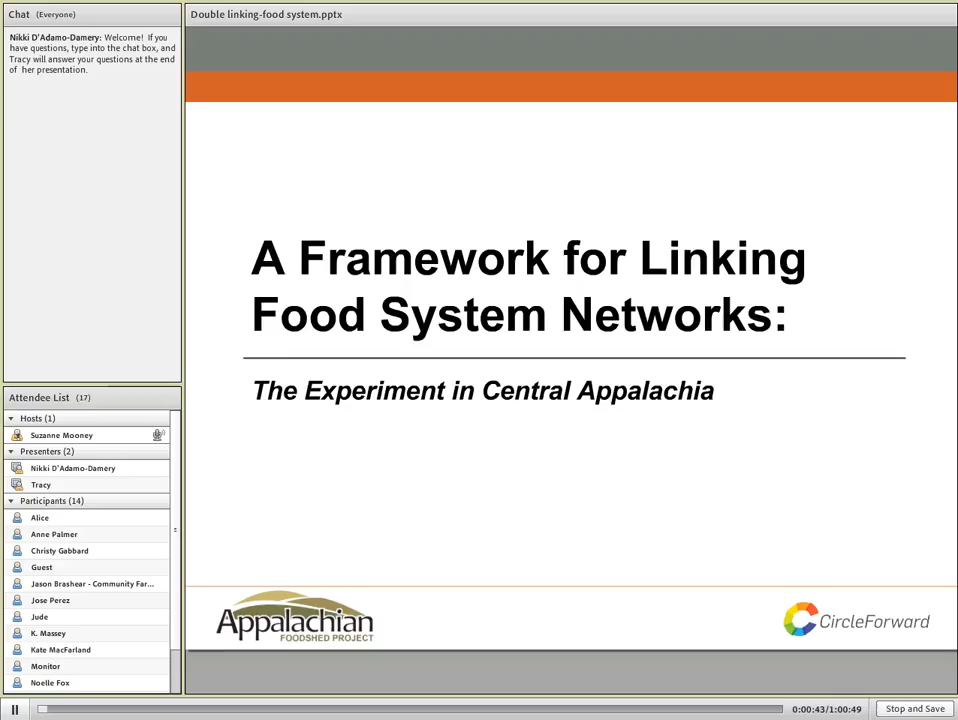 Chat (Everyone)
Nikki D'Adamo-Damery: Welcome! If you
have questions, type into the chat box, and
Tracy will answer your questions at the end
of her presentation.
Attendee List (17)
Hosts (1)
Suzanne Mooney
Presenters (2)
Nikki D'Adamo-Damery
Tracy
Participants (14)
Alice
Anne Palmer
Christy Gabbard
Guest
Jason Brashear - Community Far...
Jose Perez
Jude
K. Massey
Kate MacFarland
Monitor
Noelle Fox
Double linking-food system.pptx
A Framework for Linking
Food System Networks:
The Experiment in Central Appalachia
Appalachian
FOODSHED PROJECT
CircleForward
0:00:43/1:00:49
Stop and Save